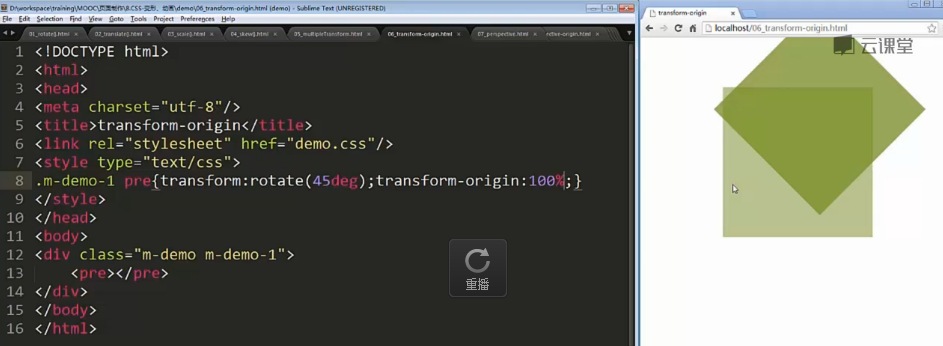 D:\workspace\training\MOOC\页面制作\8.CSS-变形、动画\demo\06_transform-origin.html (demo) - Sublime Text (UNREGISTERED)
File Edit Selection Find View Goto Tools Project Preferences Help
01_rotate().html × 02_translate().html × 03_scale().html × 04_skew().html × 05_multipleTransform.html × 06_transform-origin.html × 07_perspective.html × ective-origin.html ×
1 <!DOCTYPE html>
2 <html>
3 <head>
4 <meta charset="utf-8"/>
5 <title>transform-origin</title>
6 <link rel="stylesheet" href="demo.css"/>
7 <style type="text/css">
8 .m-demo-1 pre{transform:rotate(45deg);transform-origin:100%;}
9 </style>
10 </head>
11 <body>
12 <div class="m-demo m-demo-1">
13 <pre></pre>
14 </div>
15 </body>
16 </html>
重播
transform-origin ×
localhost/06_transform-origin.html
云课堂